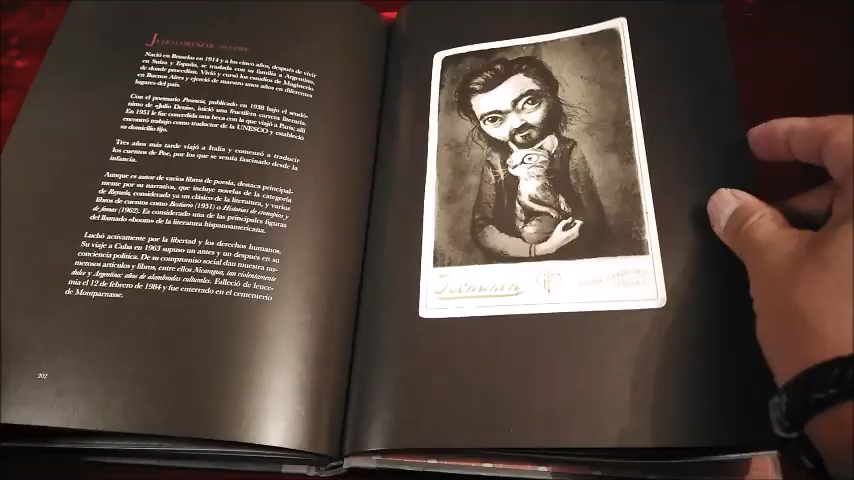 JULIO CORTÁZAR
Nació en Bruselas en 1914 y a los cinco años, después de vivir
en Suiza y España, se traslada con su familia a Argentina,
de donde procedían. Vivió y cursó los estudios de Magisterio
en Buenos Aires y ejerció de maestro unos años en diferentes
lugares del país.
Con el poemario Presencia, publicado en 1938 bajo el seudó-
nimo de «Julio Denis», inició una fructífera carrera literaria.
En 1951 le fue concedida una beca con la que viajó a París; allí
encontró trabajo como traductor de la UNESCO y estableció
su domicilio fijo.
Tres años más tarde viajó a Italia y comenzó a traducir
los cuentos de Poe, por los que se sentía fascinado desde la
infancia.
Aunque es autor de varios libros de poesía, destaca principal-
mente por su narrativa, que incluye novelas de la categoría
de Rayuela, considerada ya un clásico de la literatura, y varios
libros de cuentos como Bestiario (1951) o Historias de cronopios y
de famas (1962). Es considerado una de las principales figuras
del llamado «boom» de la literatura hispanoamericana.
Luchó activamente por la libertad y los derechos humanos.
Su viaje a Cuba en 1963 supuso un antes y un después en su
conciencia política. De su compromiso social dan muestra nu-
merosos artículos y libros, entre ellos Nicaragua, tan violentamente
dulce y Argentina: años de alambradas culturales. Falleció de leuce-
mia el 12 de febrero de 1984 y fue enterrado en el cementerio
de Montparnasse.
202